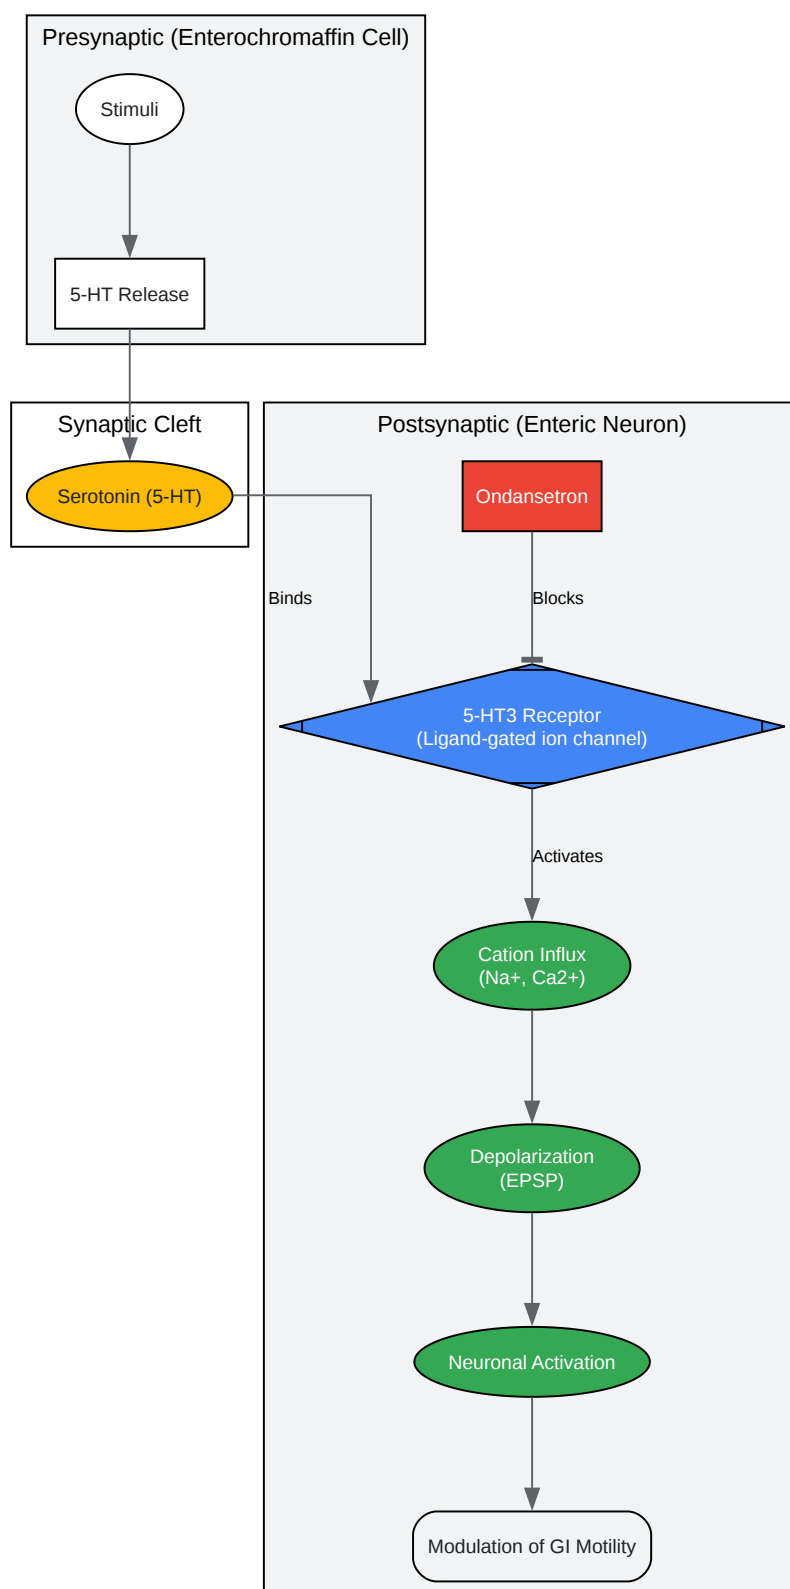 Presynaptic (Enterochromaffin Cell)
Stimuli
5-HT Release
Synaptic Cleft
Serotonin (5-HT)
Postsynaptic (Enteric Neuron)
Ondansetron
Binds
Blocks
5-HT3 Receptor
(Ligand-gated ion channel)
Activates
Cation Influx
(Na+, Ca2+)
Depolarization
(EPSP)
Neuronal Activation
Modulation of GI Motility